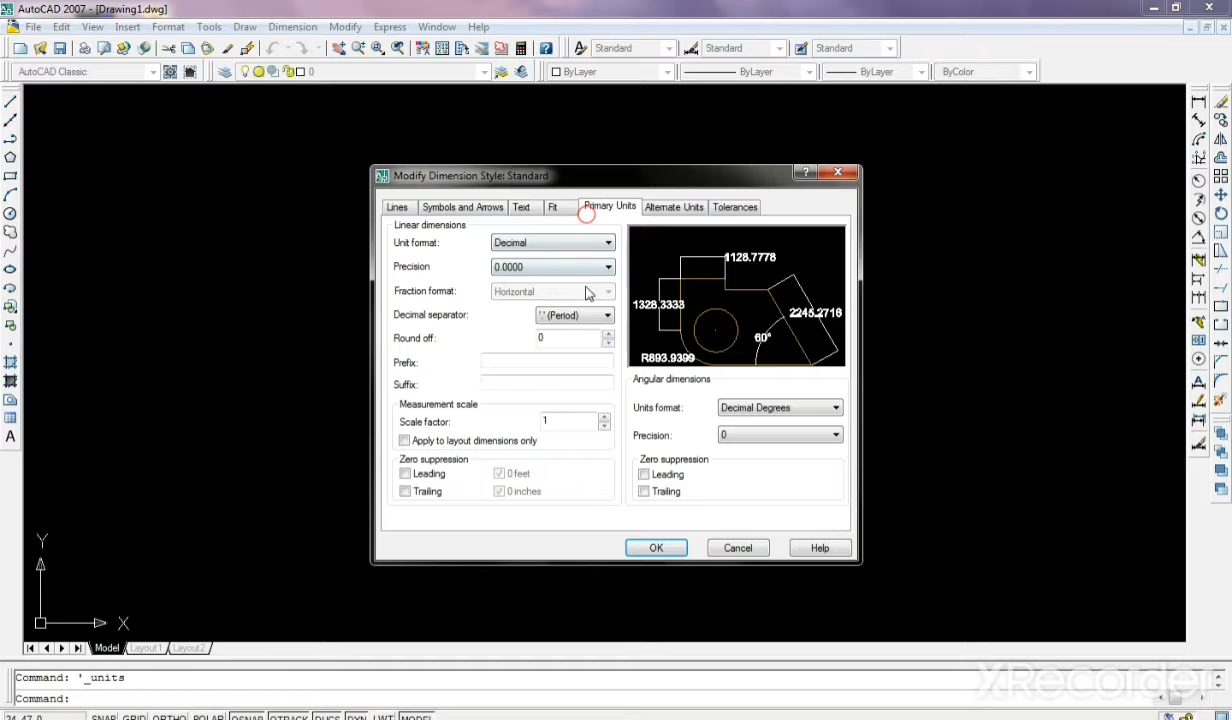 AutoCAD 2007 - [Drawing1.dwg]
File Edit View Insert Format Tools Draw Dimension Modify Express Window Help
Standard Standard Standard
AutoCAD Classic 0 ByLayer ByLayer ByLayer ByColor
Modify Dimension Style: Standard
Lines Symbols and Arrows Text Fit Primary Units Alternate Units Tolerances
Linear dimensions
Unit format: Decimal
Precision 0.0000
Fraction format: Horizontal
Decimal separator: '.' (Period)
Round off: 0
Prefix:
Suffix:
Measurement scale
Scale factor: 1
Apply to layout dimensions only
Zero suppression
Leading 0 feet
Trailing 0 inches
1128.7778
1328.3333
2245.2716
60°
R893.9399
Angular dimensions
Units format: Decimal Degrees
Precision: 0
Zero suppression
Leading
Trailing
OK Cancel Help
Y
X
Model Layout1 Layout2
Command: '_units
Command:
XRecorder
SNAP GRID ORTHO POLAR OSNAP OTRACK DUCS DYN LWT MODEL